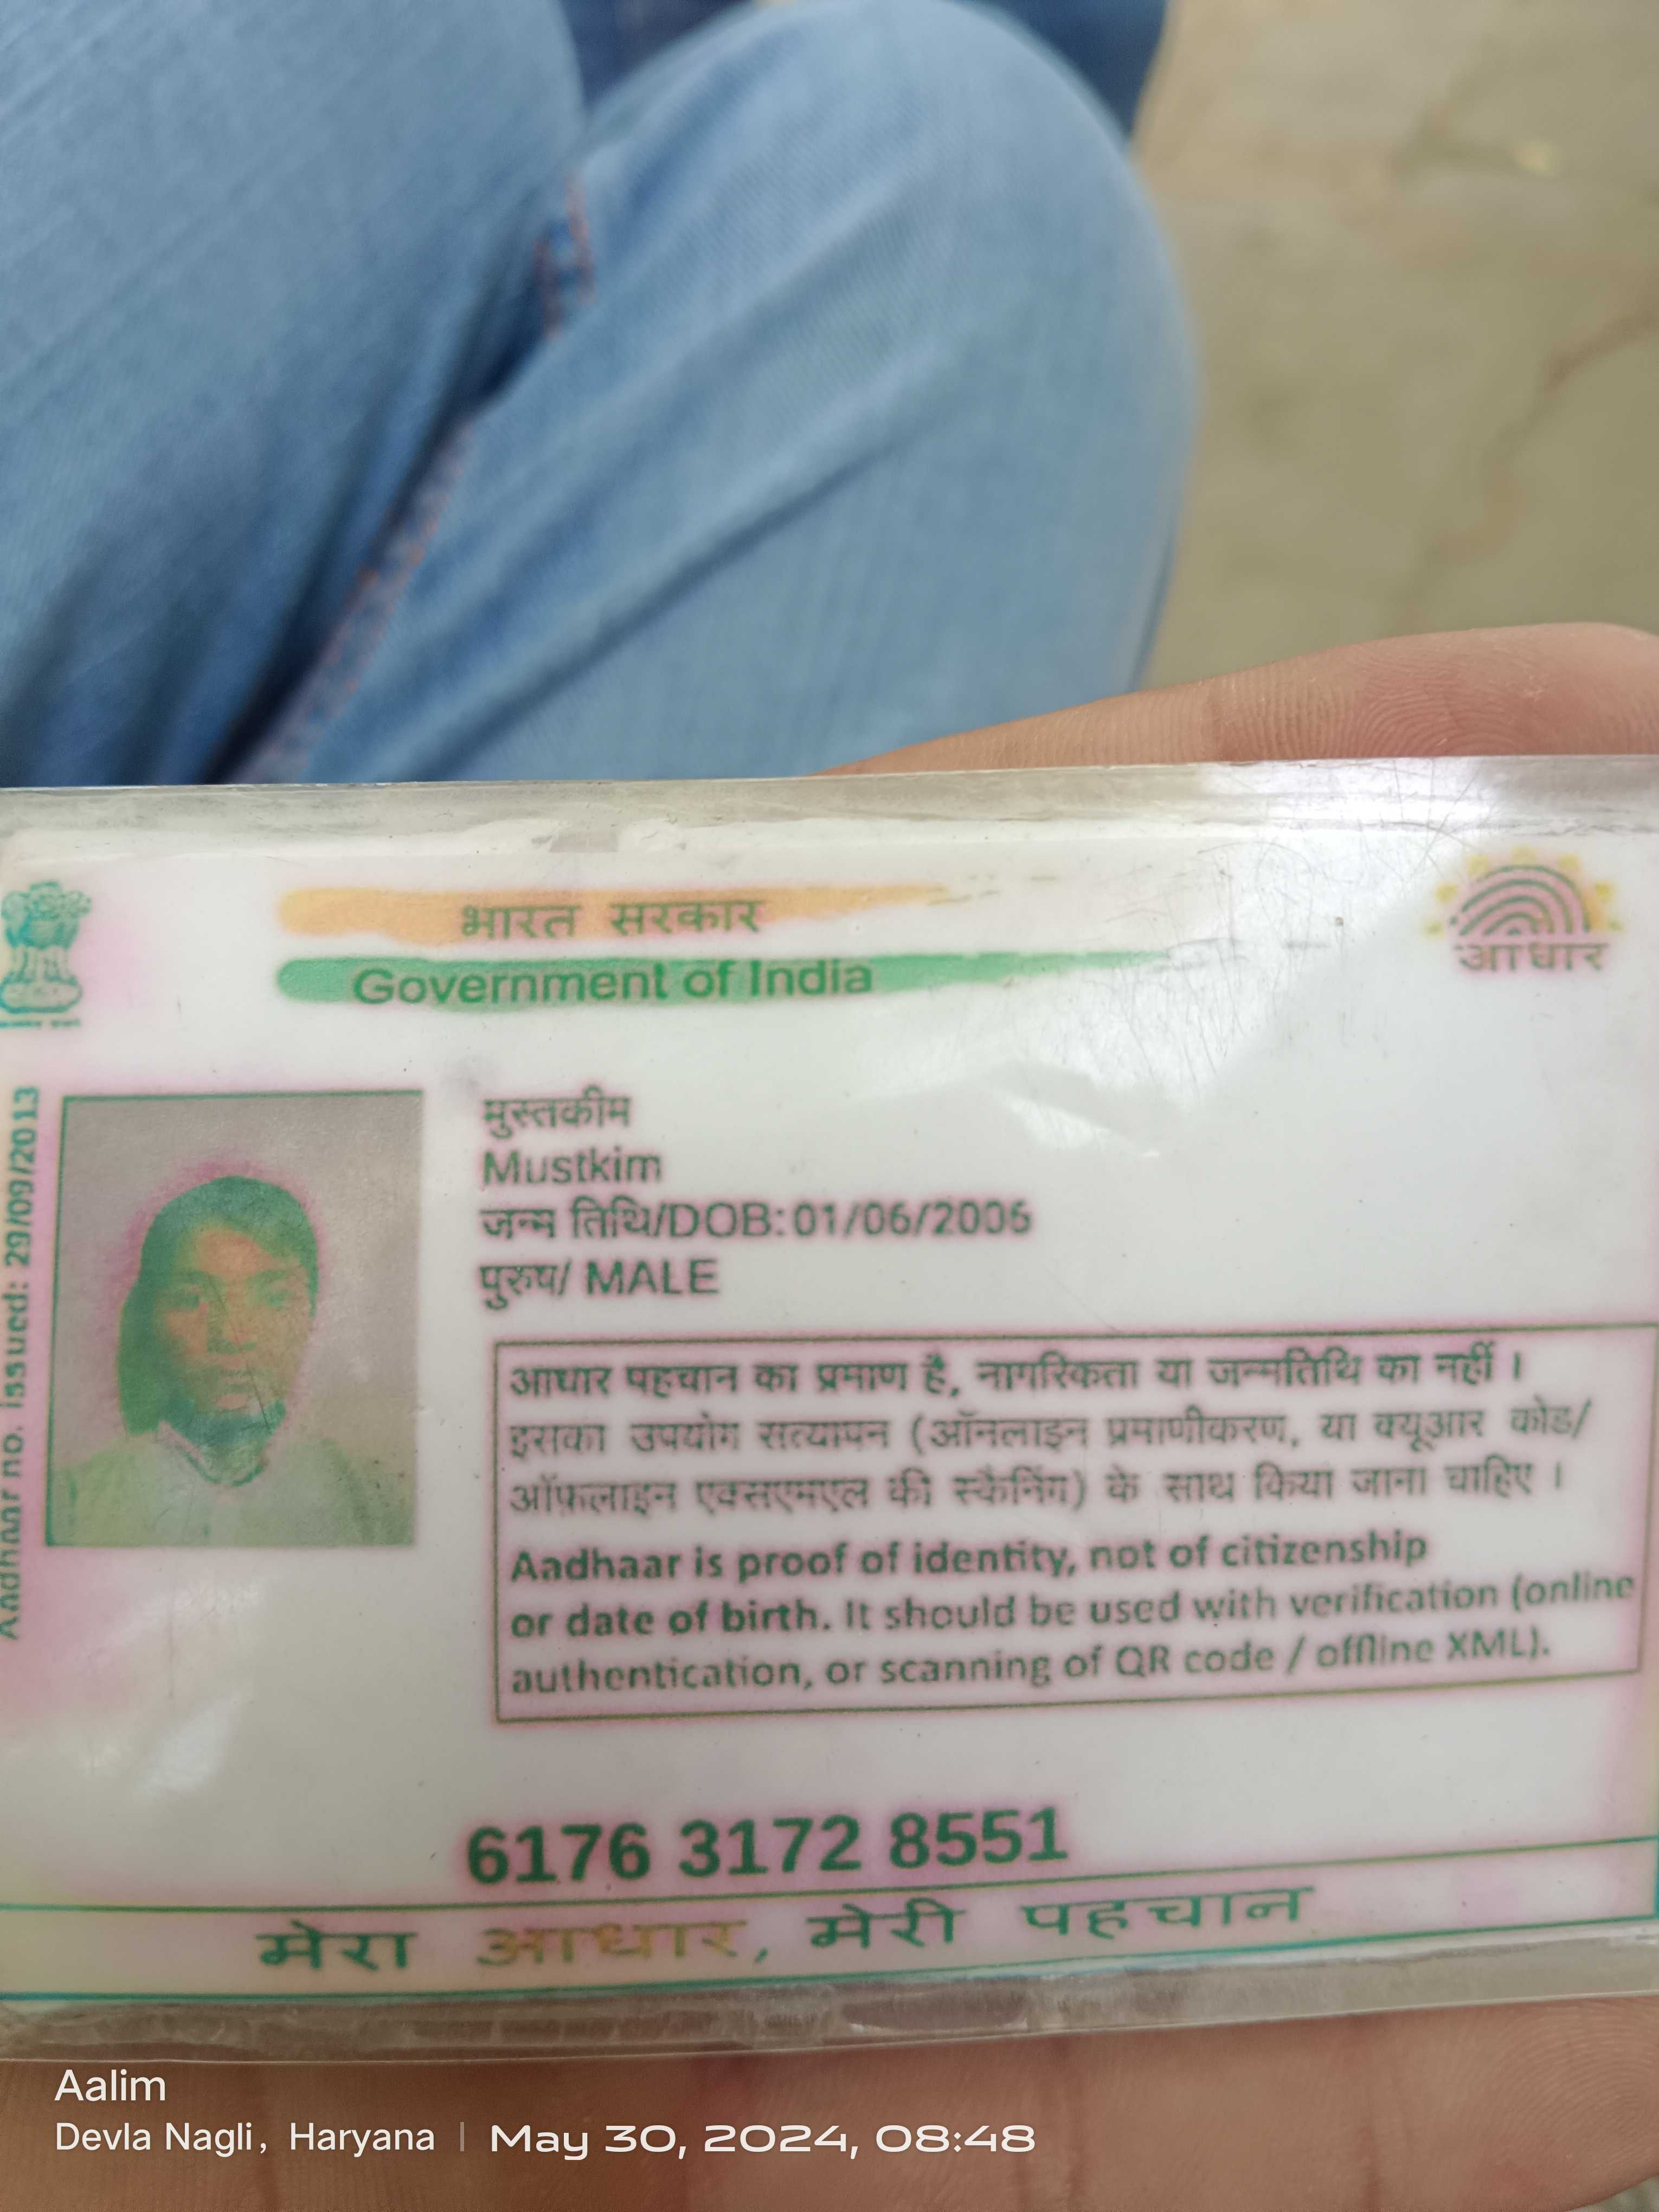 भारत सरकार
Government of India
आधार
Aadhaar no. issued: 29/09/2013
मुस्तकीम
Mustkim
जन्म तिथि/DOB:01/06/2006
पुरुष/ MALE
आधार पहचान का प्रमाण है, नागरिकता या जन्मतिथि का नहीं ।
इसका उपयोग सत्यापन (ऑनलाइन प्रमाणीकरण, या क्यूआर कोड/
ऑफ़लाइन एक्सएमएल की स्कैनिंग) के साथ किया जाना चाहिए ।
Aadhaar is proof of identity, not of citizenship
or date of birth. It should be used with verification (online
authentication, or scanning of QR code / offline XML).
6176 3172 8551
मेरा आधार, मेरी पहचान
Aalim
Devla Nagli, Haryana | May 30, 2024, 08:48